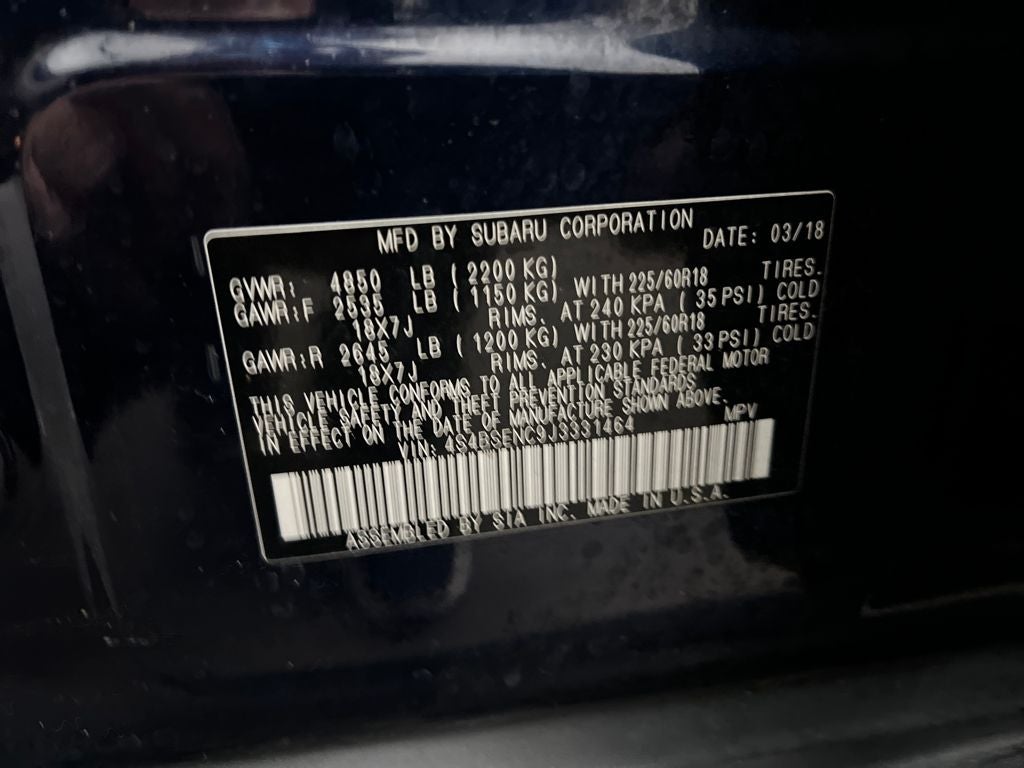 MFD BY SUBARU CORPORATION DATE: 03/18
GVWR: 4850 LB (2200 KG)
GAWR:F 2535 LB (1150 KG) WITH 225/60R18 TIRES.
18X7J RIMS. AT 240 KPA (35 PSI) COLD
GAWR:R 2645 LB (1200 KG) WITH 225/60R18 TIRES.
18X7J RIMS. AT 230 KPA (33 PSI) COLD
THIS VEHICLE CONFORMS TO ALL APPLICABLE FEDERAL MOTOR
VEHICLE SAFETY AND THEFT PREVENTION STANDARDS
IN EFFECT ON THE DATE OF MANUFACTURE SHOWN ABOVE.
VIN: 4S4BSENC9J3331464 MPV
ASSEMBLED BY SIA INC. MADE IN U.S.A.